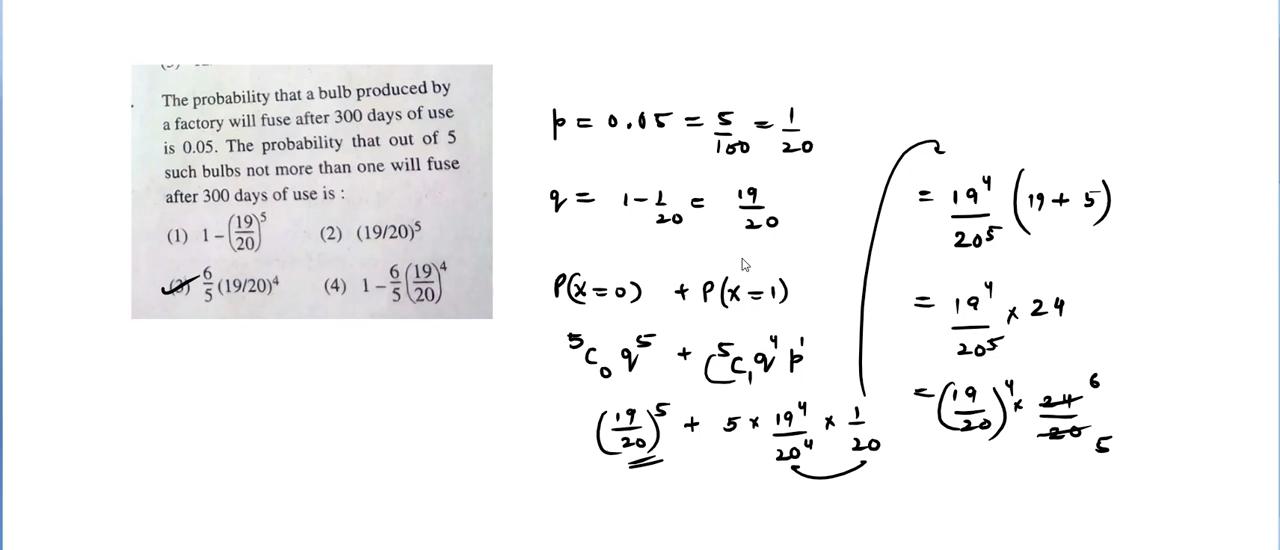 The probability that a bulb produced by
a factory will fuse after 300 days of use
is 0.05. The probability that out of 5
such bulbs not more than one will fuse
after 300 days of use is :
(1) 1 − (19/20)^5 (2) (19/20)^5
(3) 6/5 (19/20)^4 (4) 1 − 6/5 (19/20)^4
p = 0.05 = 5/100 = 1/20
q = 1 − 1/20 = 19/20
P(x=0) + P(x=1)
⁵C₀ q⁵ + (⁵C₁ q⁴ p¹
(19/20)^5 + 5 × 19^4/20^4 × 1/20
= 19^4/20^5 (19 + 5)
= 19^4/20^5 × 24
= (19/20)^4 × 24/20 6 5